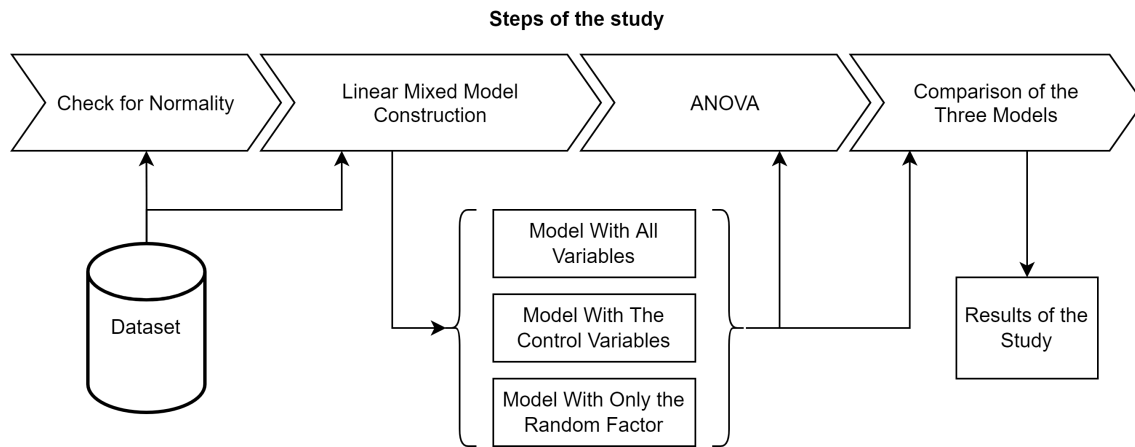 Steps of the study
Check for Normality
Linear Mixed Model
Construction
ANOVA
Comparison of the
Three Models
Dataset
Model With All
Variables
Model With The
Control Variables
Model With Only the
Random Factor
Results of the
Study